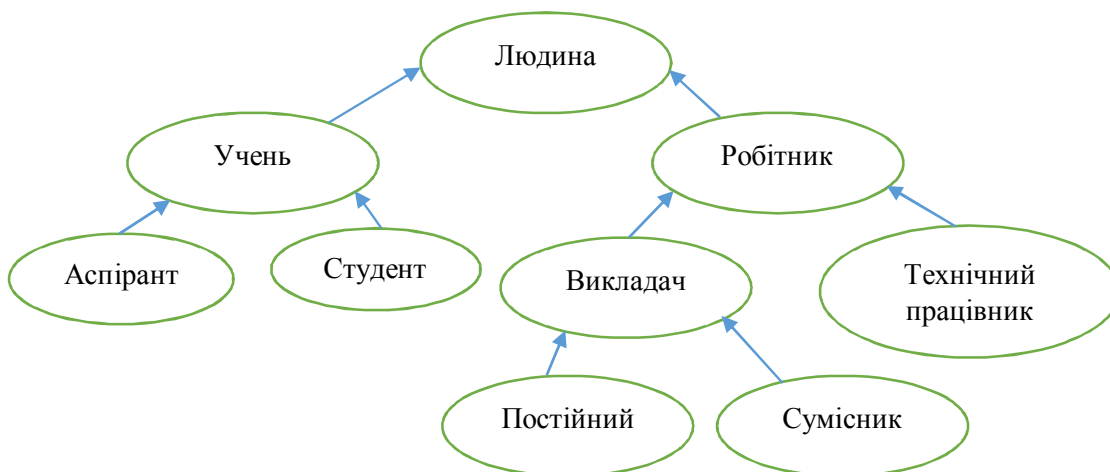 Людина
Учень
Робітник
Аспірант
Студент
Викладач
Технічний
працівник
Постійний
Сумісник